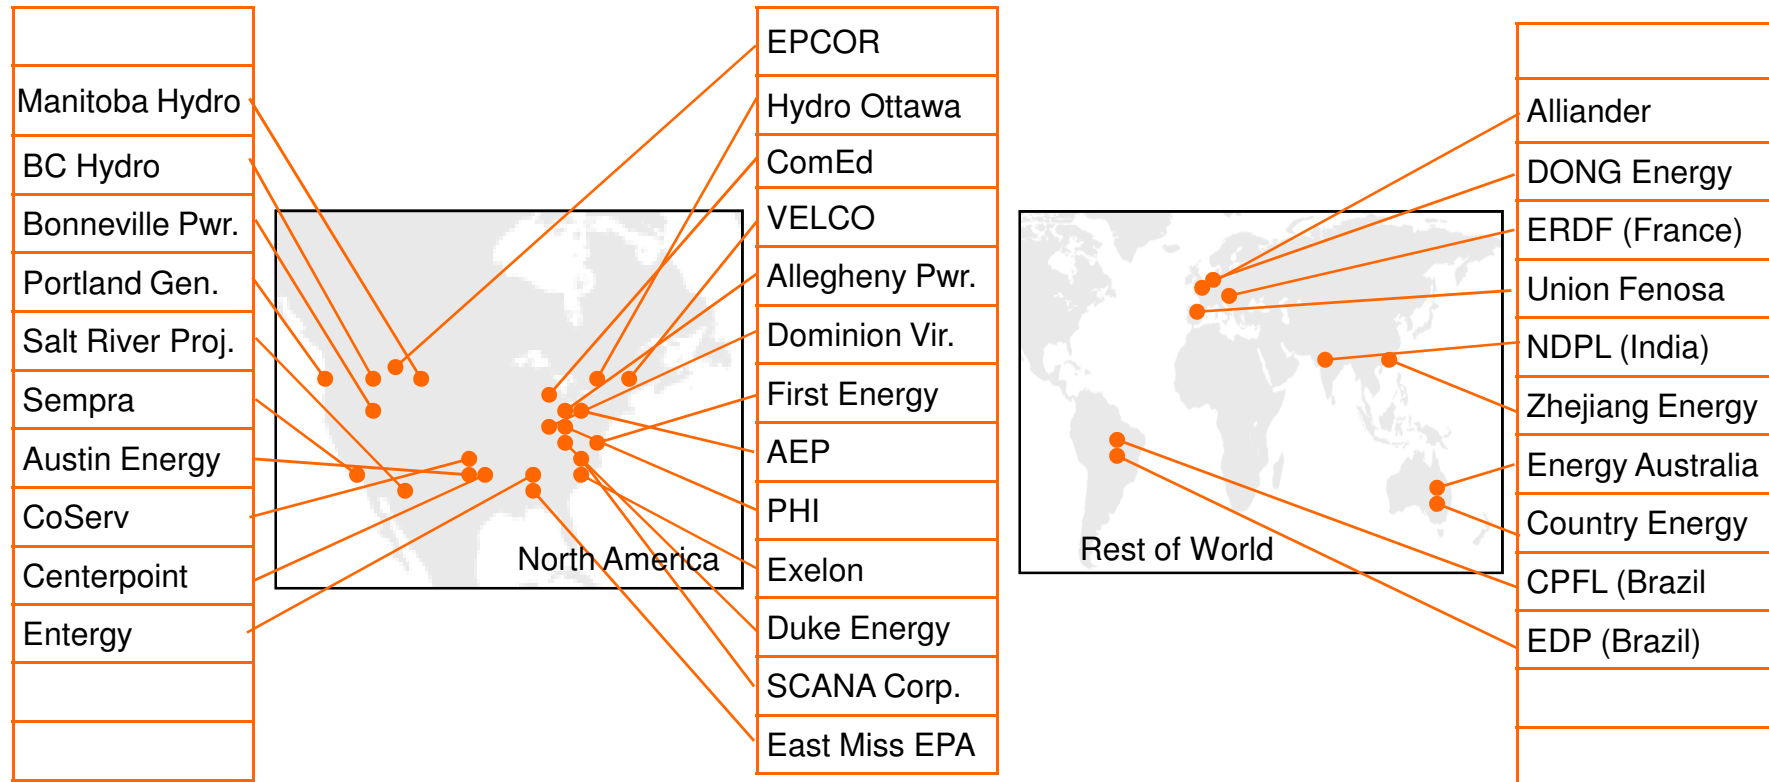 Manitoba Hydro
BC Hydro
Bonneville Pwr.
Portland Gen.
Salt River Proj.
Sempra
Austin Energy
CoServ
Centerpoint
Entergy
North America
EPCOR
Hydro Ottawa
ComEd
VELCO
Allegheny Pwr.
Dominion Vir.
First Energy
AEP
PHI
Exelon
Duke Energy
SCANA Corp.
East Miss EPA
Rest of World
Alliander
DONG Energy
ERDF (France)
Union Fenosa
NDPL (India)
Zhejiang Energy
Energy Australia
Country Energy
CPFL (Brazil
EDP (Brazil)